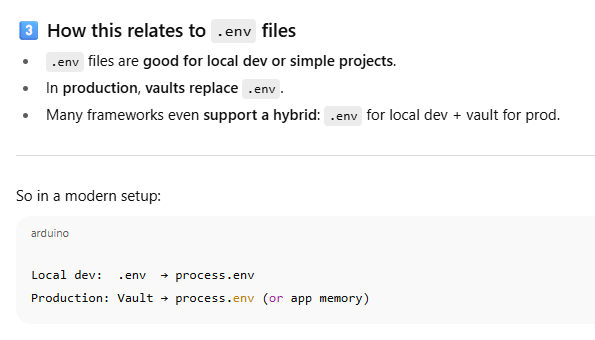 3 How this relates to .env files
• .env files are good for local dev or simple projects.
• In production, vaults replace .env.
• Many frameworks even support a hybrid: .env for local dev + vault for prod.
So in a modern setup:
arduino
Local dev:  .env  → process.env
Production: Vault → process.env (or app memory)